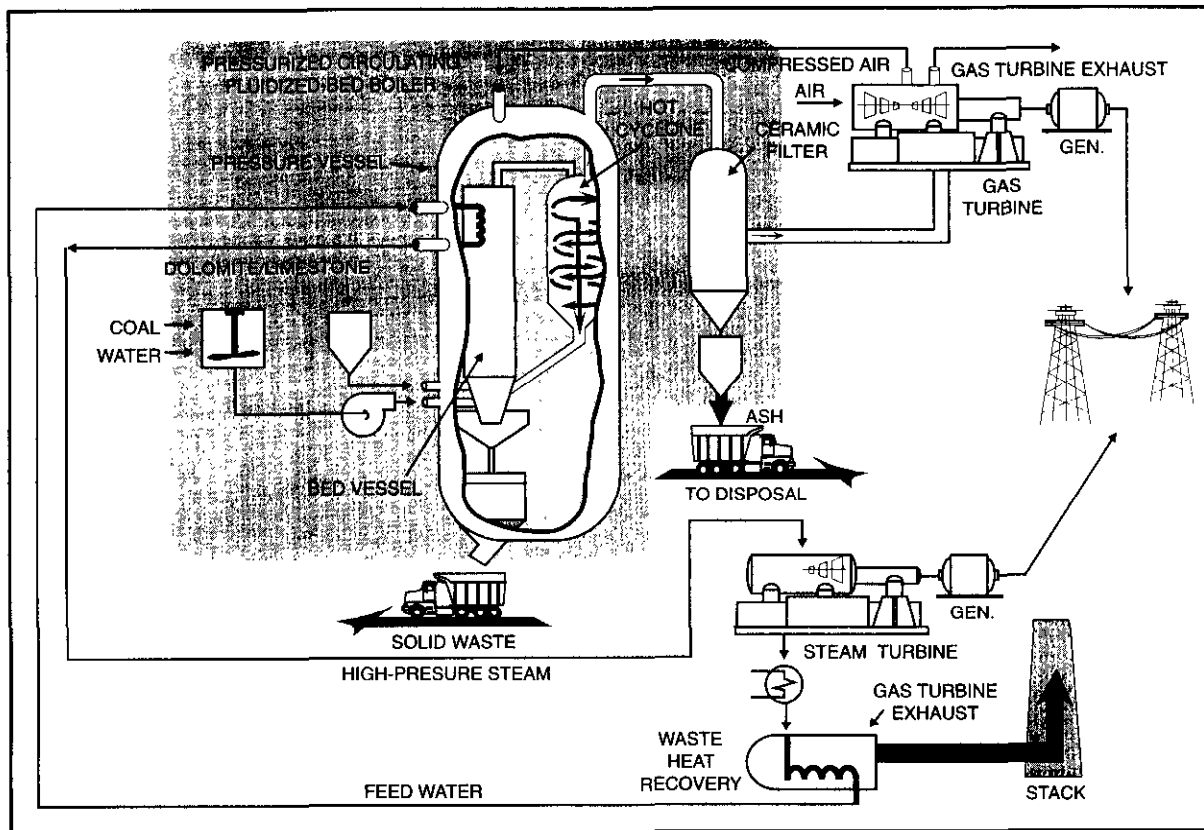 PRESSURIZED CIRCULATING
FLUIDIZED BED BOILER
COMPRESSED AIR
GAS TURBINE EXHAUST
AIR
HOT
CYCLONE
CERAMIC
FILTER
GEN.
PRESSURE VESSEL
GAS
TURBINE
DOLOMITE/LIMESTONE
COAL
WATER
ASH
BED VESSEL
TO DISPOSAL
SOLID WASTE
GEN.
STEAM TURBINE
HIGH-PRESURE STEAM
GAS TURBINE
EXHAUST
WASTE
HEAT
RECOVERY
FEED WATER
STACK